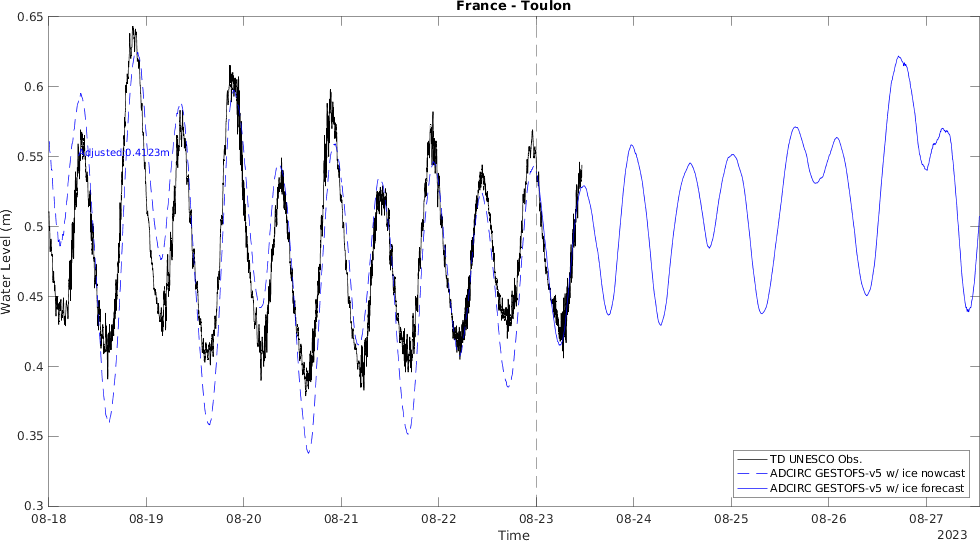 France - Toulon
0.65
0.6
0.55
0.5
0.45
0.4
0.35
0.3
Water Level (m)
Adjusted 0.4123m
TD UNESCO Obs.
ADCIRC GESTOFS-v5 w/ ice nowcast
ADCIRC GESTOFS-v5 w/ ice forecast
08-18 08-19 08-20 08-21 08-22 08-23 08-24 08-25 08-26 08-27
Time
2023